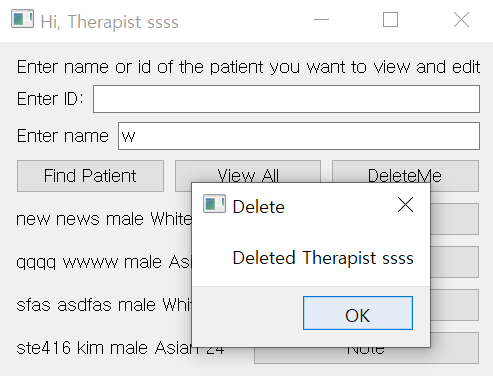 Hi, Therapist ssss
Enter name or id of the patient you want to view and edit
Enter ID:
Enter name w
Find Patient View All DeleteMe
Delete
new news male White
Deleted Therapist ssss
qqqq wwww male Asi
sfas asdfas male Whi
OK
ste416 kim male Asian 24 Note